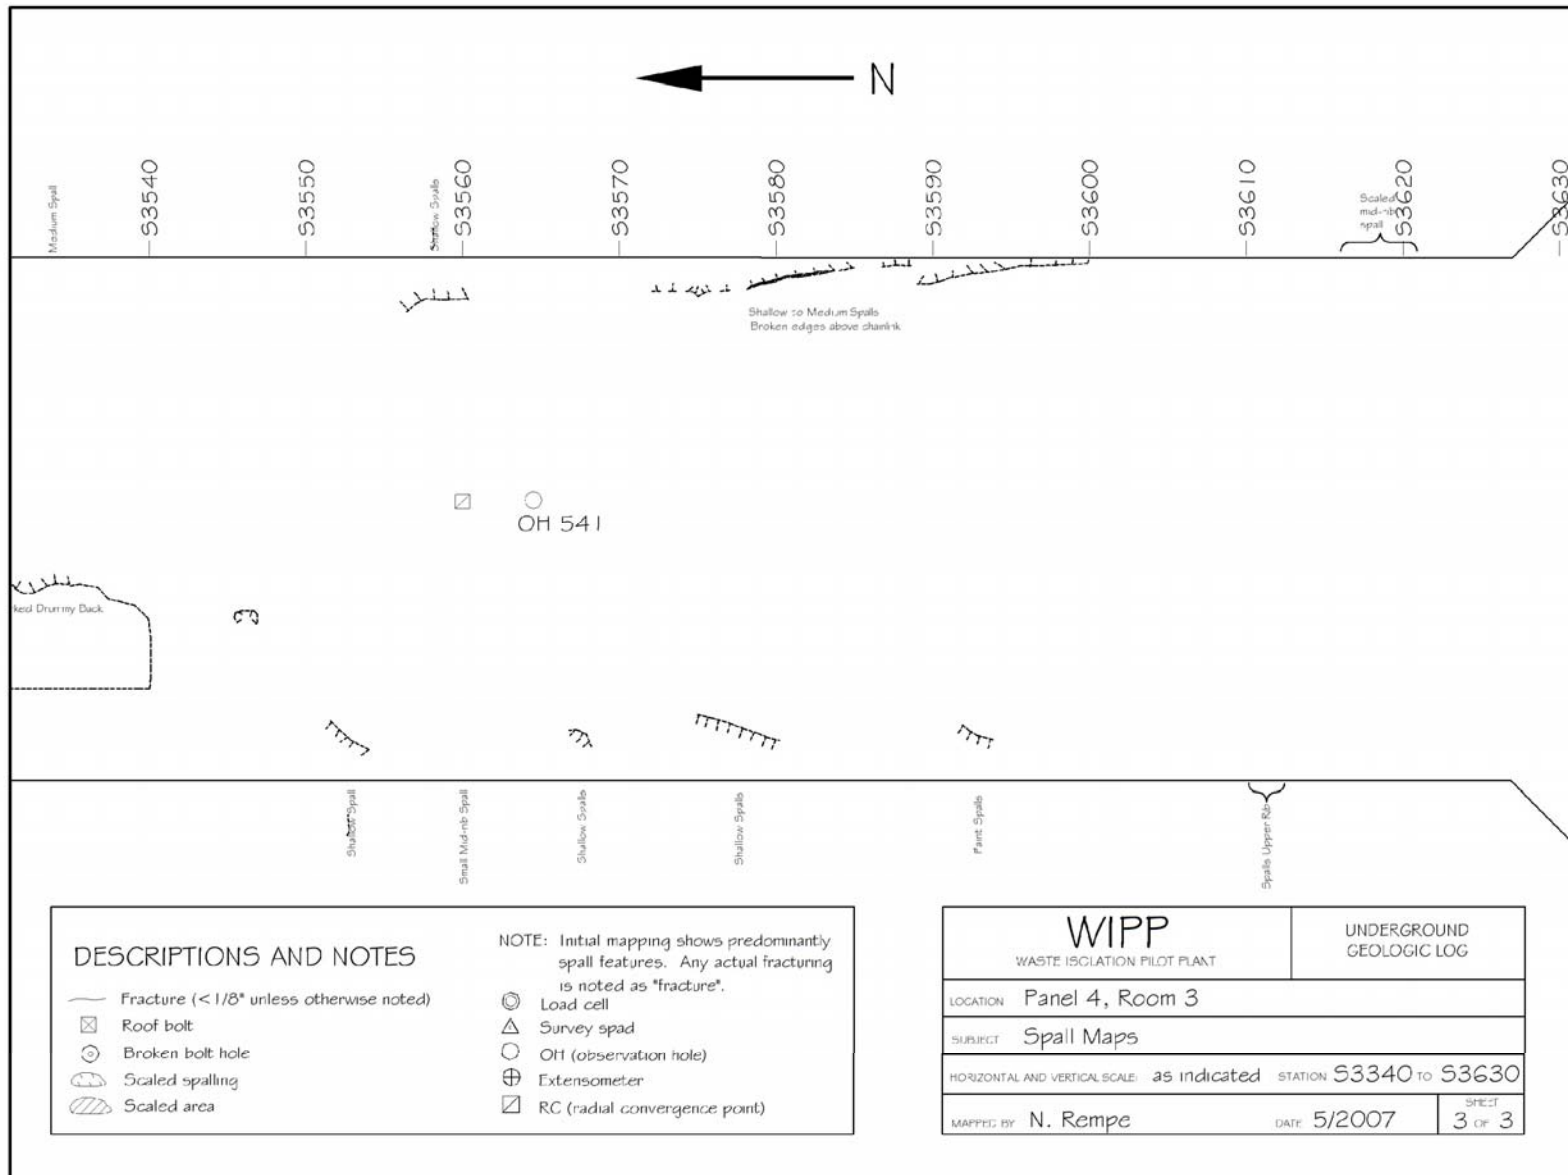 N
Medium Spall
S3540
S3550
Shallow Spalls
S3560
S3570
S3580
S3590
S3600
S3610
Scaled
mid-rib
spall
S3620
S3630
Shallow to Medium Spalls
Broken edges above chainlink
OH 541
Drummy Back
Shallow Spall
Small Mid-rib Spall
Shallow Spalls
Shallow Spalls
Faint Spalls
Spalls Upper Rib
DESCRIPTIONS AND NOTES
Fracture (<1/8" unless otherwise noted)
Roof bolt
Broken bolt hole
Scaled spalling
Scaled area
NOTE: Initial mapping shows predominantly
spall features. Any actual fracturing
is noted as "fracture".
Load cell
Survey spad
OH (observation hole)
Extensometer
RC (radial convergence point)
WIPP
WASTE ISOLATION PILOT PLANT
UNDERGROUND
GEOLOGIC LOG
LOCATION Panel 4, Room 3
SUBJECT Spall Maps
HORIZONTAL AND VERTICAL SCALE: as indicated STATION S3340 TO S3630
MAPPED BY N. Rempe DATE 5/2007 SHEET 3 OF 3